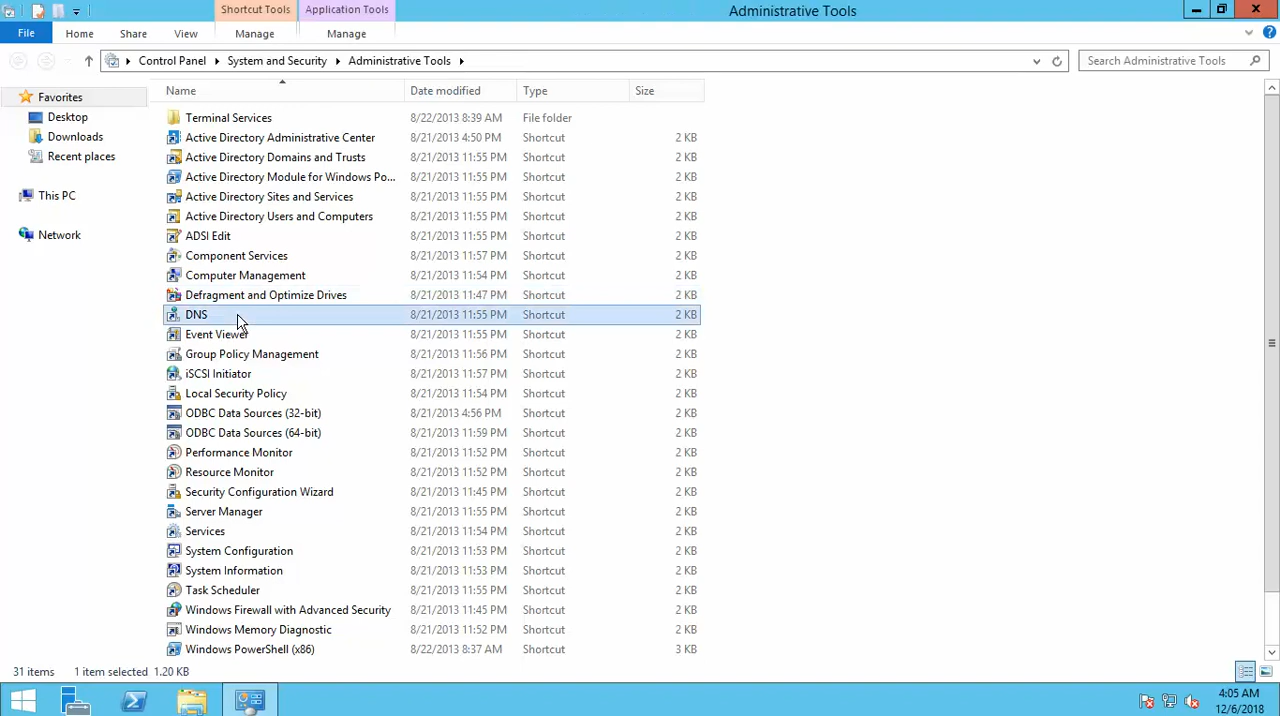 Shortcut Tools Application Tools Administrative Tools
File Home Share View Manage Manage
Control Panel System and Security Administrative Tools Search Administrative Tools
Favorites
Desktop
Downloads
Recent places
This PC
Network
Name Date modified Type Size
Terminal Services 8/22/2013 8:39 AM File folder
Active Directory Administrative Center 8/21/2013 4:50 PM Shortcut 2 KB
Active Directory Domains and Trusts 8/21/2013 11:55 PM Shortcut 2 KB
Active Directory Module for Windows Po... 8/21/2013 11:55 PM Shortcut 2 KB
Active Directory Sites and Services 8/21/2013 11:55 PM Shortcut 2 KB
Active Directory Users and Computers 8/21/2013 11:55 PM Shortcut 2 KB
ADSI Edit 8/21/2013 11:55 PM Shortcut 2 KB
Component Services 8/21/2013 11:57 PM Shortcut 2 KB
Computer Management 8/21/2013 11:54 PM Shortcut 2 KB
Defragment and Optimize Drives 8/21/2013 11:47 PM Shortcut 2 KB
DNS 8/21/2013 11:55 PM Shortcut 2 KB
Event Viewer 8/21/2013 11:55 PM Shortcut 2 KB
Group Policy Management 8/21/2013 11:56 PM Shortcut 2 KB
iSCSI Initiator 8/21/2013 11:57 PM Shortcut 2 KB
Local Security Policy 8/21/2013 11:54 PM Shortcut 2 KB
ODBC Data Sources (32-bit) 8/21/2013 4:56 PM Shortcut 2 KB
ODBC Data Sources (64-bit) 8/21/2013 11:59 PM Shortcut 2 KB
Performance Monitor 8/21/2013 11:52 PM Shortcut 2 KB
Resource Monitor 8/21/2013 11:52 PM Shortcut 2 KB
Security Configuration Wizard 8/21/2013 11:45 PM Shortcut 2 KB
Server Manager 8/21/2013 11:55 PM Shortcut 2 KB
Services 8/21/2013 11:54 PM Shortcut 2 KB
System Configuration 8/21/2013 11:53 PM Shortcut 2 KB
System Information 8/21/2013 11:53 PM Shortcut 2 KB
Task Scheduler 8/21/2013 11:55 PM Shortcut 2 KB
Windows Firewall with Advanced Security 8/21/2013 11:45 PM Shortcut 2 KB
Windows Memory Diagnostic 8/21/2013 11:52 PM Shortcut 2 KB
Windows PowerShell (x86) 8/22/2013 8:37 AM Shortcut 3 KB
31 items 1 item selected 1.20 KB
4:05 AM
12/6/2018